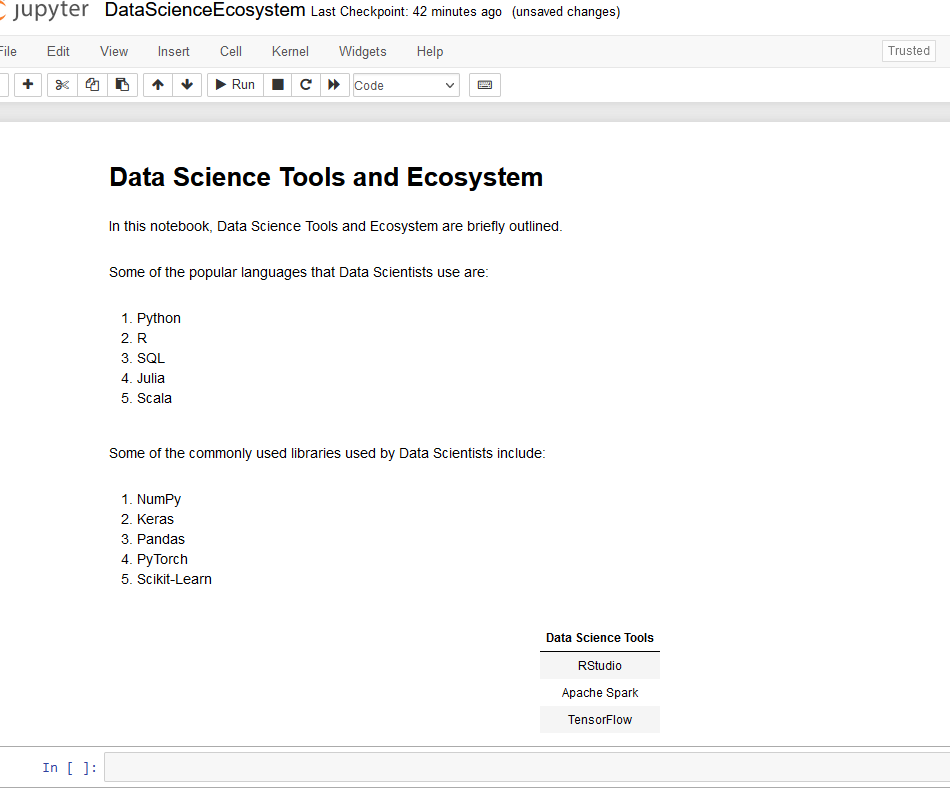 jupyter DataScienceEcosystem Last Checkpoint: 42 minutes ago (unsaved changes)
File Edit View Insert Cell Kernel Widgets Help Trusted
Run Code
Data Science Tools and Ecosystem
In this notebook, Data Science Tools and Ecosystem are briefly outlined.
Some of the popular languages that Data Scientists use are:
1. Python
2. R
3. SQL
4. Julia
5. Scala
Some of the commonly used libraries used by Data Scientists include:
1. NumPy
2. Keras
3. Pandas
4. PyTorch
5. Scikit-Learn
Data Science Tools
RStudio
Apache Spark
TensorFlow
In [ ]: